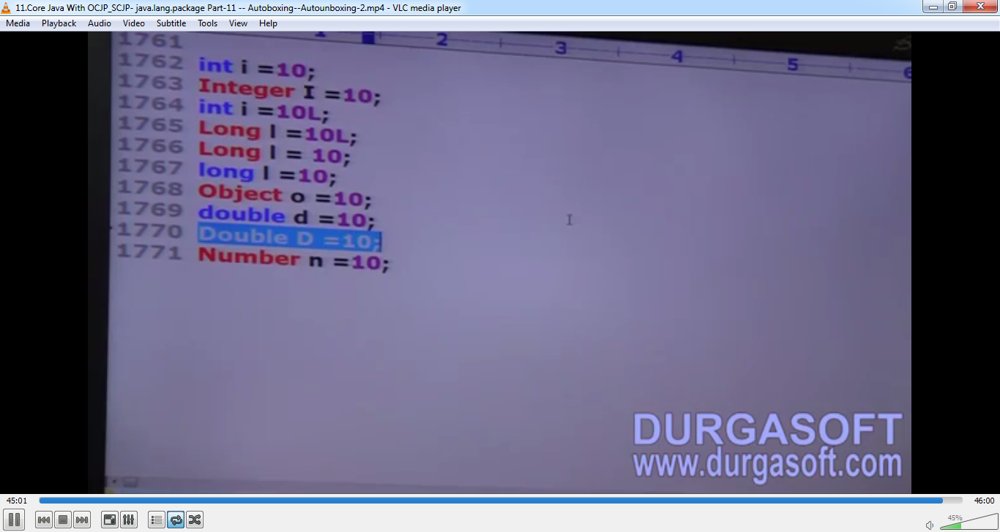 11.Core Java With OCJP_SCJP- java.lang.package Part-11 -- Autoboxing--Autounboxing-2.mp4 - VLC media player
Media Playback Audio Video Subtitle Tools View Help
1 2 3 4 5 6
1761
1762 int i =10;
1763 Integer I =10;
1764 int i =10L;
1765 Long l =10L;
1766 Long l = 10;
1767 long l =10;
1768 Object o =10;
1769 double d =10;
1770 Double D =10;
1771 Number n =10;
DURGASOFT
www.durgasoft.com
45:01 46:00
45%